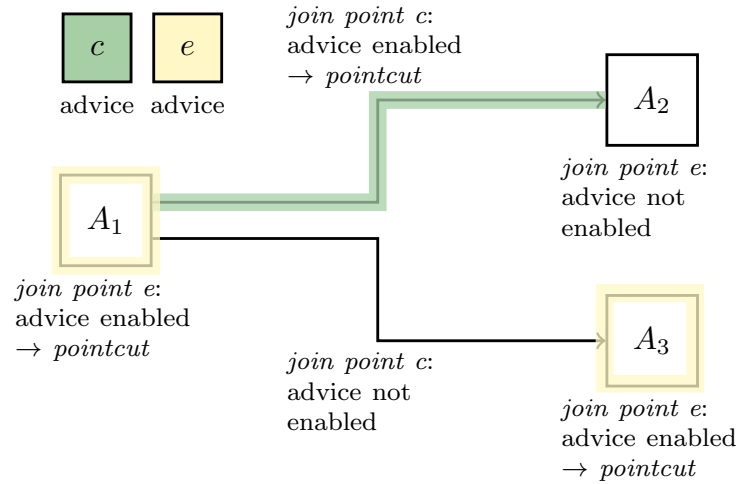 c
e
advice
advice
join point c:
advice enabled
→ pointcut
A₂
join point e:
advice not
enabled
A₁
join point e:
advice enabled
→ pointcut
join point c:
advice not
enabled
A₃
join point e:
advice enabled
→ pointcut